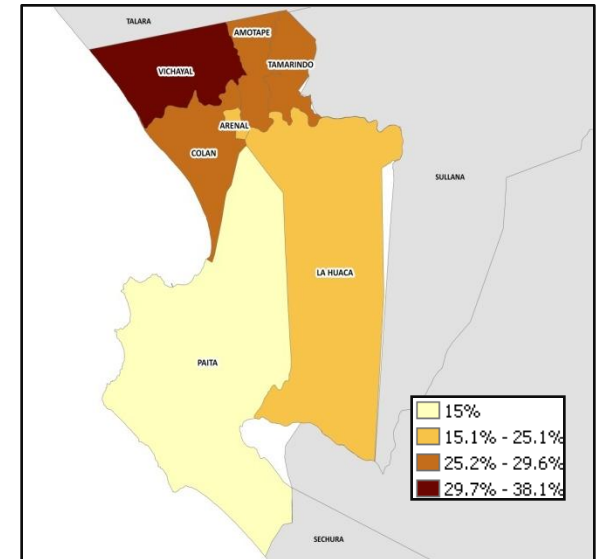 TALARA
AMOTAPE
VICHAYAL
TAMARINDO
ARENAL
COLAN
SULLANA
LA HUACA
PAITA
15%
15.1% - 25.1%
25.2% - 29.6%
29.7% - 38.1%
SECHURA